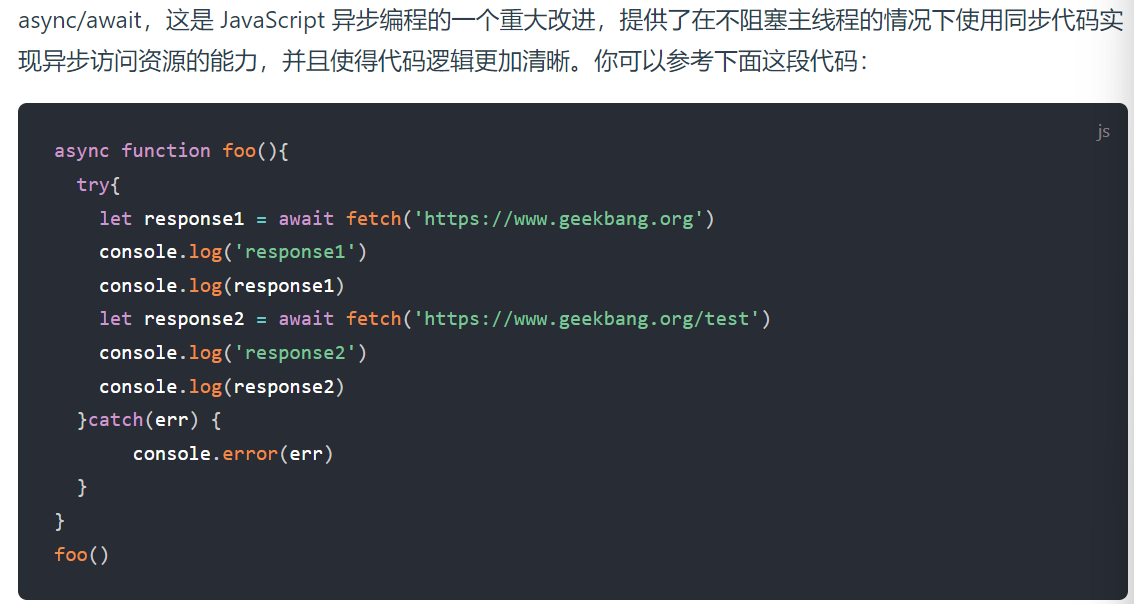 async/await，这是 JavaScript 异步编程的一个重大改进，提供了在不阻塞主线程的情况下使用同步代码实
现异步访问资源的能力，并且使得代码逻辑更加清晰。你可以参考下面这段代码：
js
async function foo(){
  try{
    let response1 = await fetch('https://www.geekbang.org')
    console.log('response1')
    console.log(response1)
    let response2 = await fetch('https://www.geekbang.org/test')
    console.log('response2')
    console.log(response2)
  }catch(err) {
       console.error(err)
  }
}
foo()